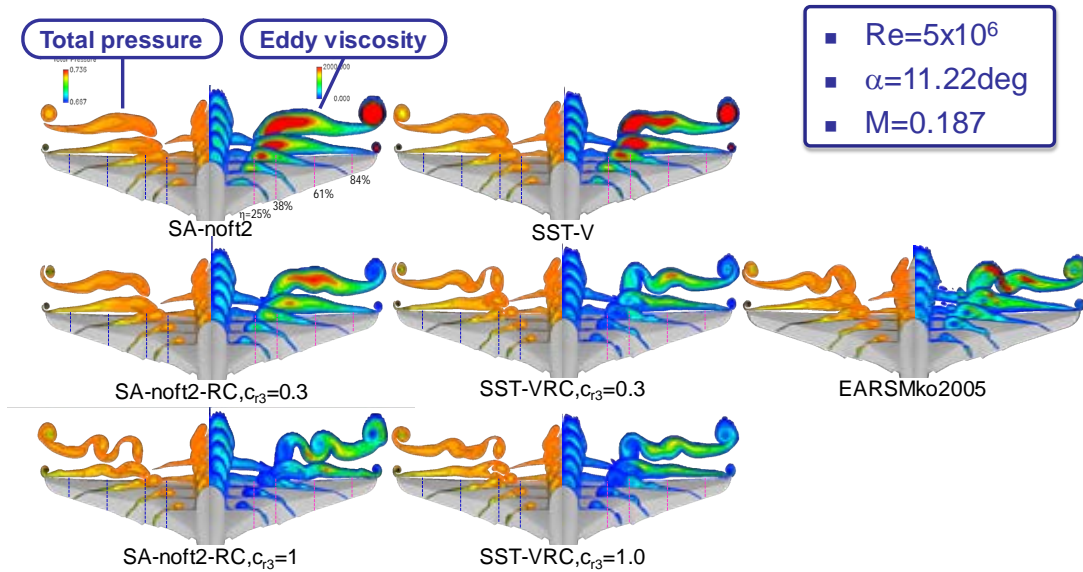 Total pressure
Eddy viscosity
Re=5x10⁶
α=11.22deg
M=0.187
0.735
0.687
2000.000
0.000
84%
61%
38%
η=25%
SA-noft2
SST-V
SA-noft2-RC,cr3=0.3
SST-VRC,cr3=0.3
EARSMko2005
SA-noft2-RC,cr3=1
SST-VRC,cr3=1.0